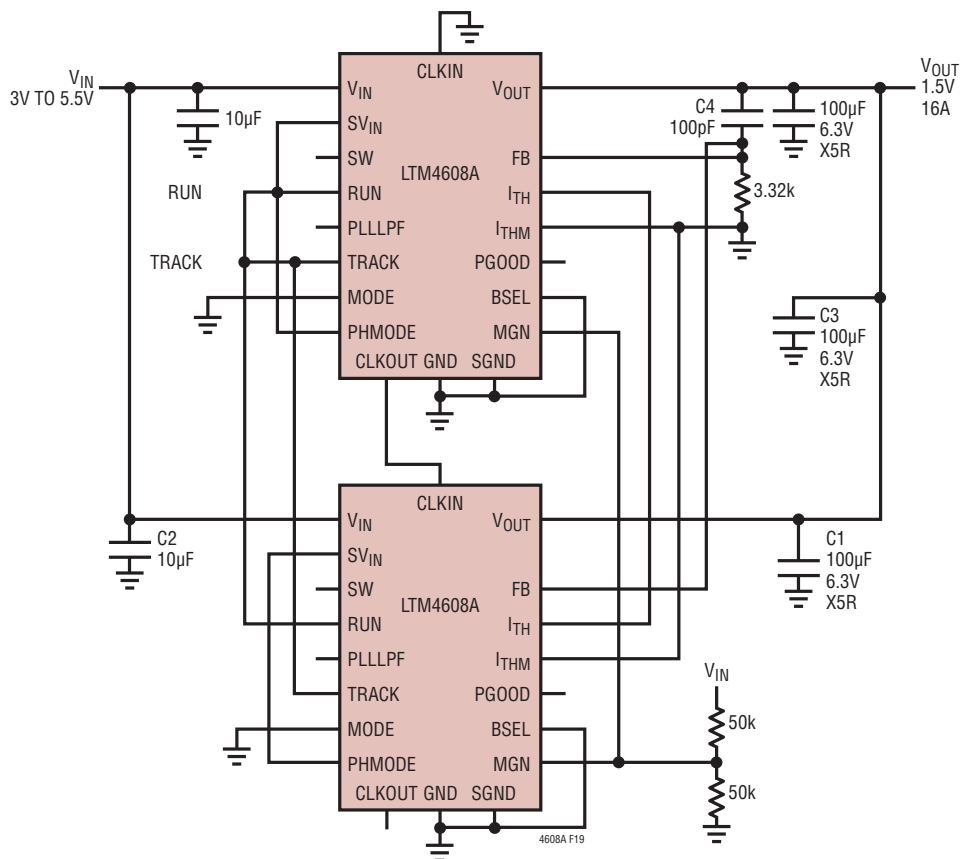 CLKIN
V_IN
3V TO 5.5V
10µF
V_IN
SV_IN
SW
RUN
PLLLPF
TRACK
MODE
PHMODE
RUN
TRACK
LTM4608A
V_OUT
FB
I_TH
I_THM
PGOOD
BSEL
MGN
CLKOUT GND SGND
C4
100pF
100µF
6.3V
X5R
V_OUT
1.5V
16A
3.32k
C3
100µF
6.3V
X5R
CLKIN
C2
10µF
V_IN
SV_IN
SW
RUN
PLLLPF
TRACK
MODE
PHMODE
LTM4608A
V_OUT
FB
I_TH
I_THM
PGOOD
BSEL
MGN
CLKOUT GND SGND
C1
100µF
6.3V
X5R
V_IN
50k
50k
4608A F19